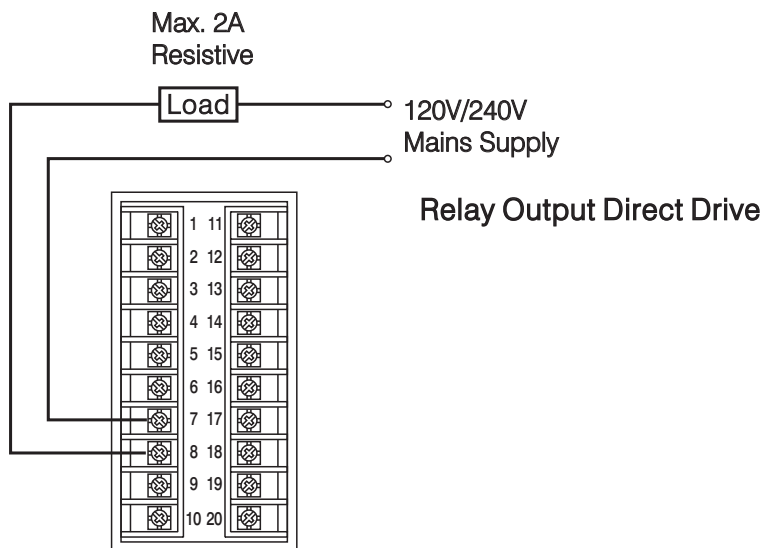 Max. 2A
Resistive
Load
120V/240V
Mains Supply
Relay Output Direct Drive
1 11
2 12
3 13
4 14
5 15
6 16
7 17
8 18
9 19
10 20